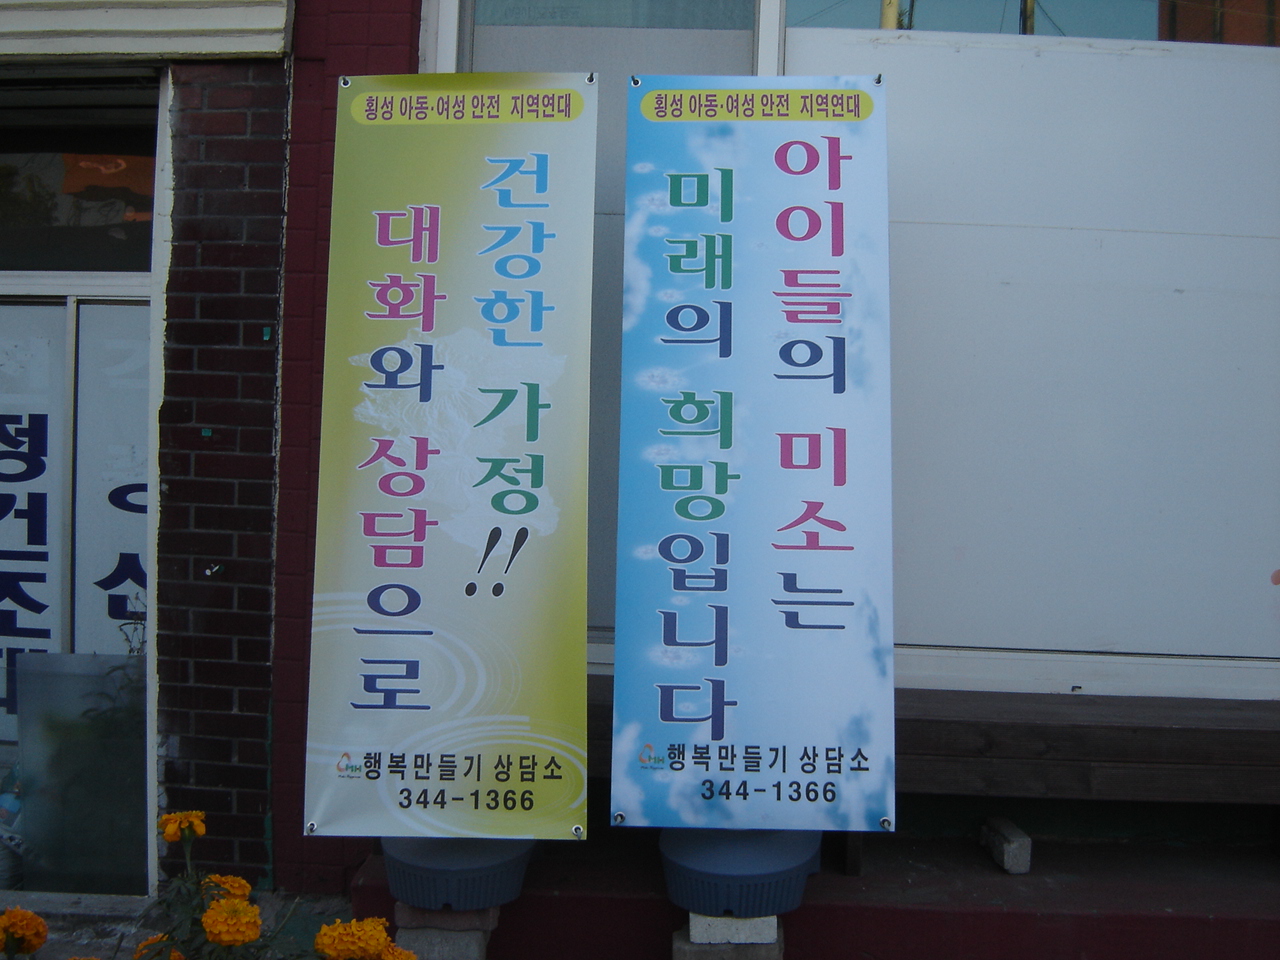 횡성 아동·여성 안전 지역연대
건강한 가정!!
대화와 상담으로
행복만들기 상담소
344-1366
횡성 아동·여성 안전 지역연대
아이들의 미소는
미래의 희망입니다
행복만들기 상담소
344-1366